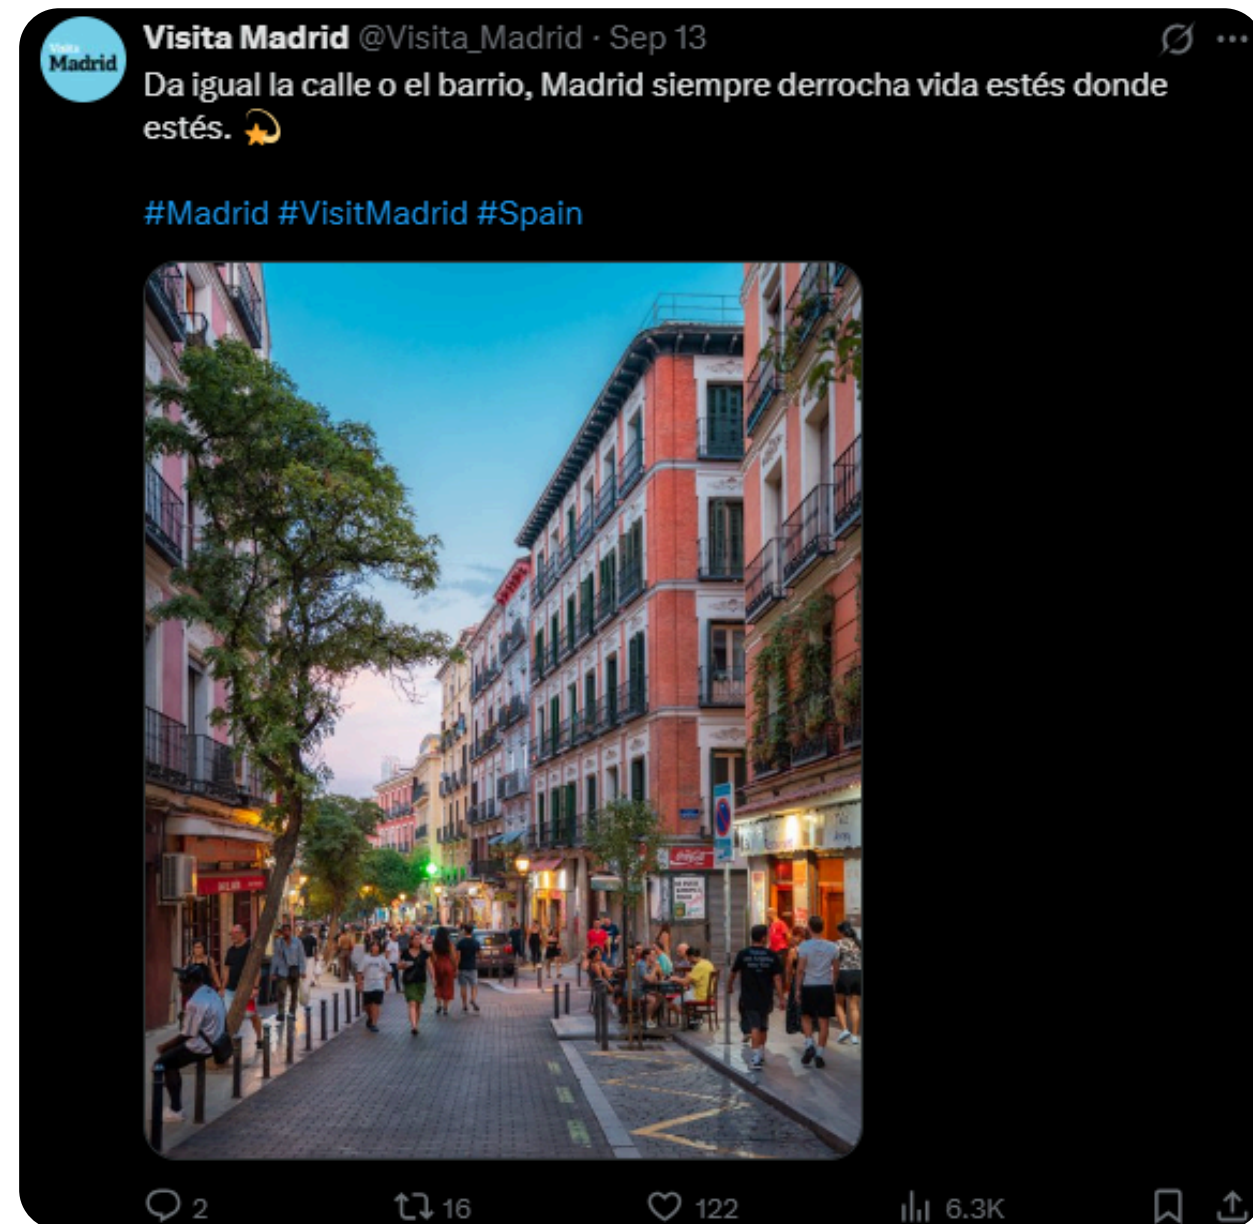 Visita Madrid @Visita_Madrid · Sep 13
Visita
Madrid
Da igual la calle o el barrio, Madrid siempre derrocha vida estés donde
estés. 💫
#Madrid #VisitMadrid #Spain
Coca-Cola
2 16 122 6.3K